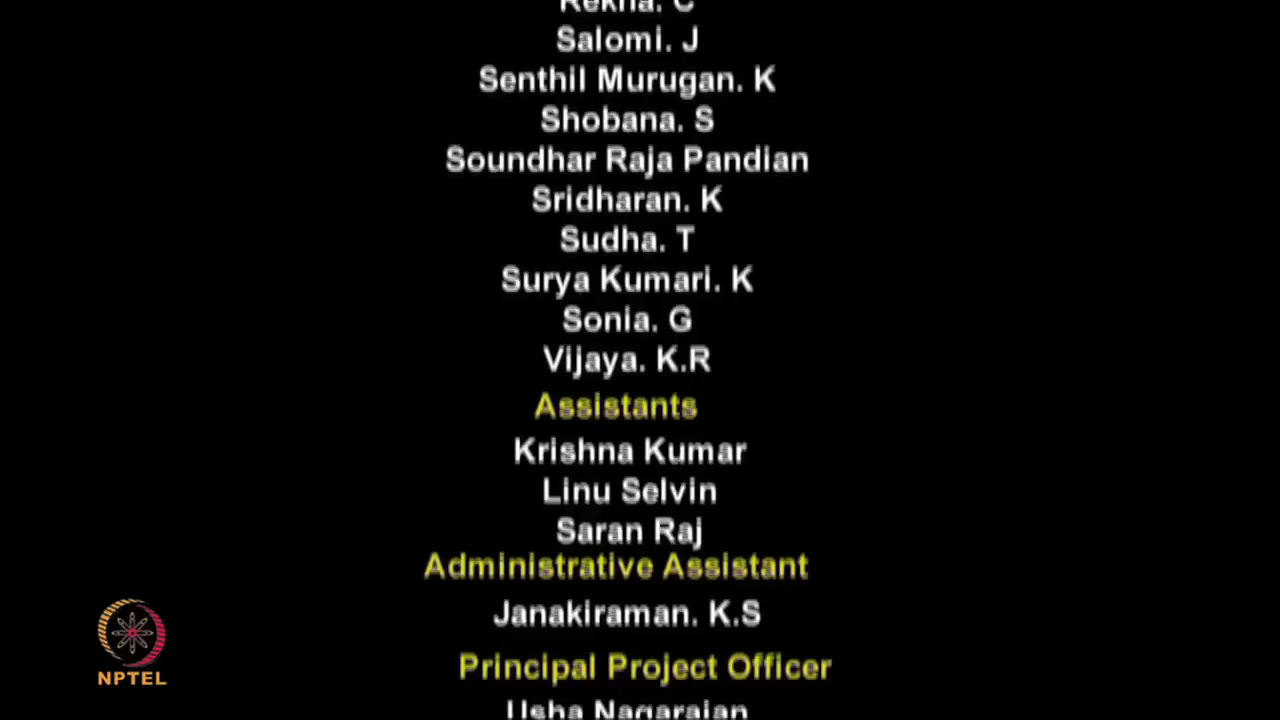 Rekha. C
Salomi. J
Senthil Murugan. K
Shobana. S
Soundhar Raja Pandian
Sridharan. K
Sudha. T
Surya Kumari. K
Sonia. G
Vijaya. K.R
Assistants
Krishna Kumar
Linu Selvin
Saran Raj
Administrative Assistant
Janakiraman. K.S
Principal Project Officer
Usha Nagarajan
NPTEL